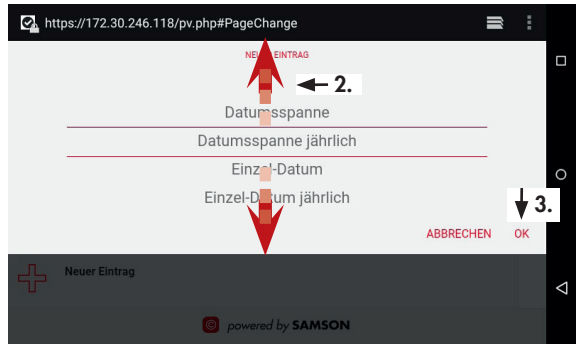 https://172.30.246.118/pv.php#PageChange
NEUER EINTRAG
2.
Datumsspanne
Datumsspanne jährlich
Einzel-Datum
Einzel-Datum jährlich
3.
ABBRECHEN OK
Neuer Eintrag
© powered by SAMSON